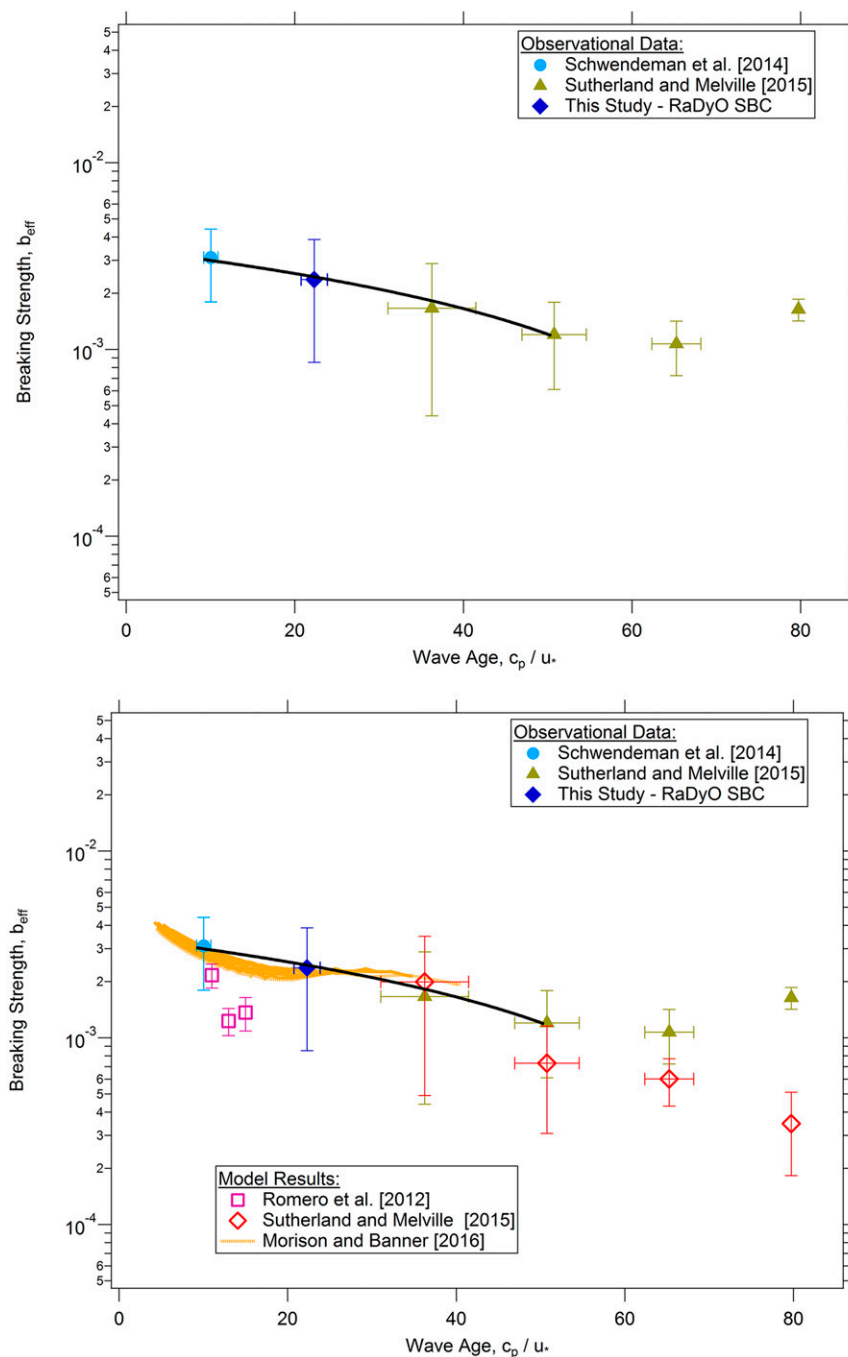 5
4
3
2
10⁻²
6
5
4
3
2
10⁻³
6
5
4
3
2
10⁻⁴
6
5
Breaking Strength, b_eff
Observational Data:
Schwendeman et al. [2014]
Sutherland and Melville [2015]
This Study - RaDyO SBC
0 20 40 60 80
Wave Age, c_p / u_*
5
4
3
2
10⁻²
6
5
4
3
2
10⁻³
6
5
4
3
2
10⁻⁴
6
5
Breaking Strength, b_eff
Observational Data:
Schwendeman et al. [2014]
Sutherland and Melville [2015]
This Study - RaDyO SBC
Model Results:
Romero et al. [2012]
Sutherland and Melville [2015]
Morison and Banner [2016]
0 20 40 60 80
Wave Age, c_p / u_*